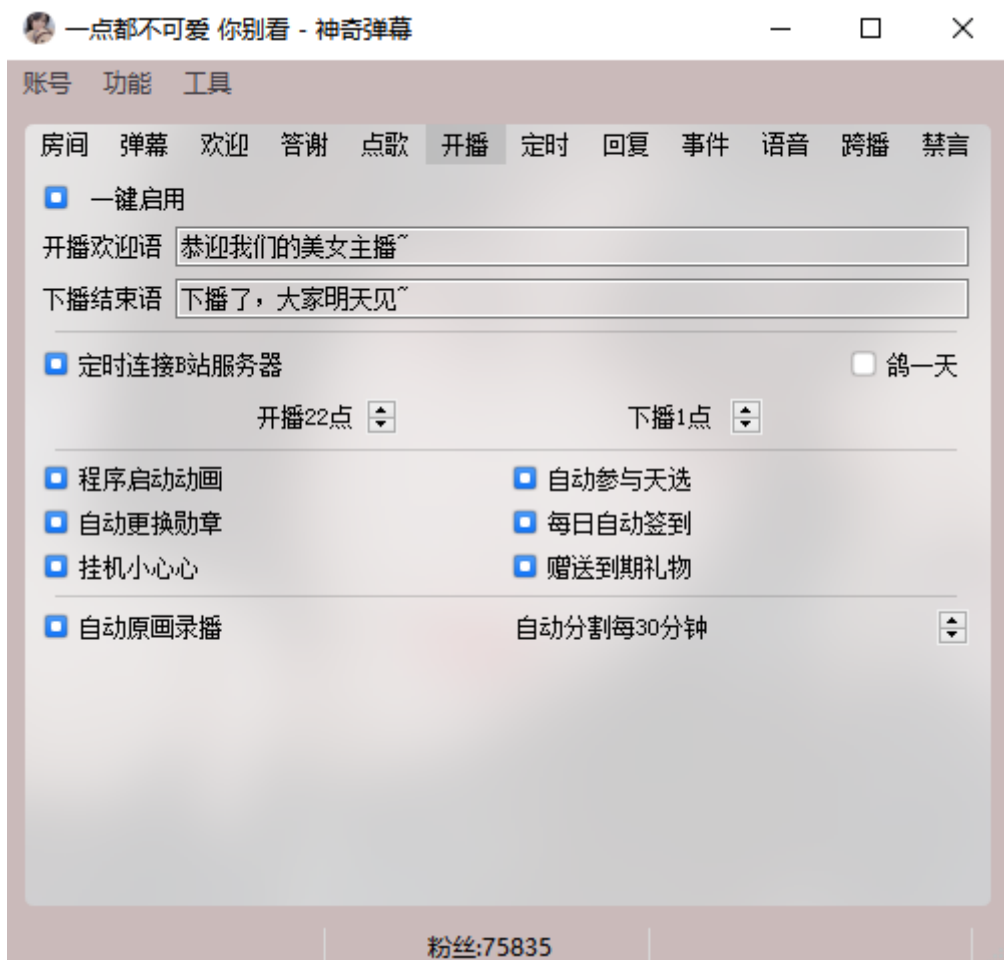 一点都不可爱 你别看 - 神奇弹幕
账号 功能 工具
房间 弹幕 欢迎 答谢 点歌 开播 定时 回复 事件 语音 跨播 禁言
一键启用
开播欢迎语 恭迎我们的美女主播~
下播结束语 下播了，大家明天见~
定时连接B站服务器 鸽一天
开播22点 下播1点
程序启动动画 自动参与天选
自动更换勋章 每日自动签到
挂机小心心 赠送到期礼物
自动原画录播 自动分割每30分钟
粉丝:75835